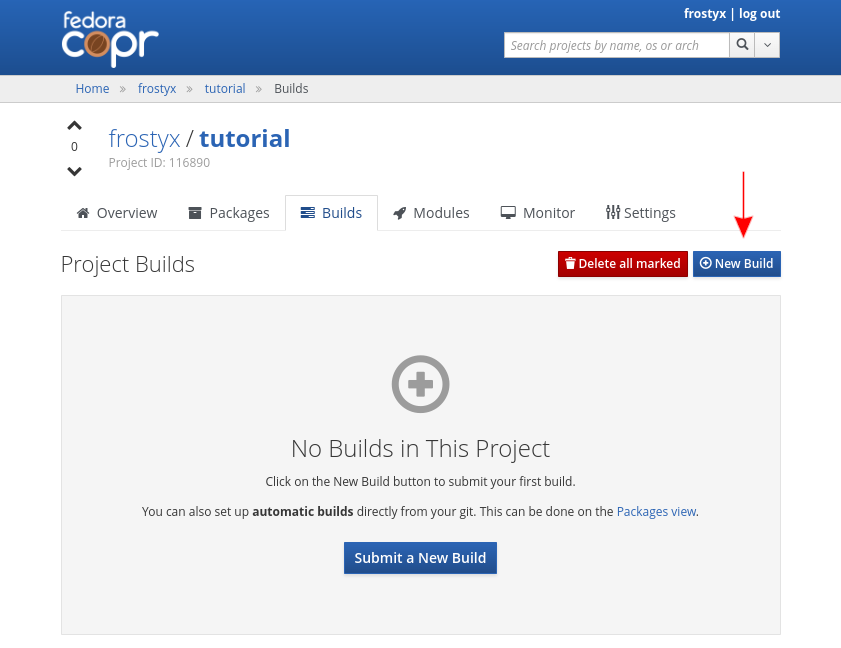 fedora
copr
frostyx | log out
Search projects by name, os or arch
Home » frostyx » tutorial » Builds
0
frostyx / tutorial
Project ID: 116890
Overview Packages Builds Modules Monitor Settings
Project Builds
Delete all marked New Build
No Builds in This Project
Click on the New Build button to submit your first build.
You can also set up automatic builds directly from your git. This can be done on the Packages view.
Submit a New Build